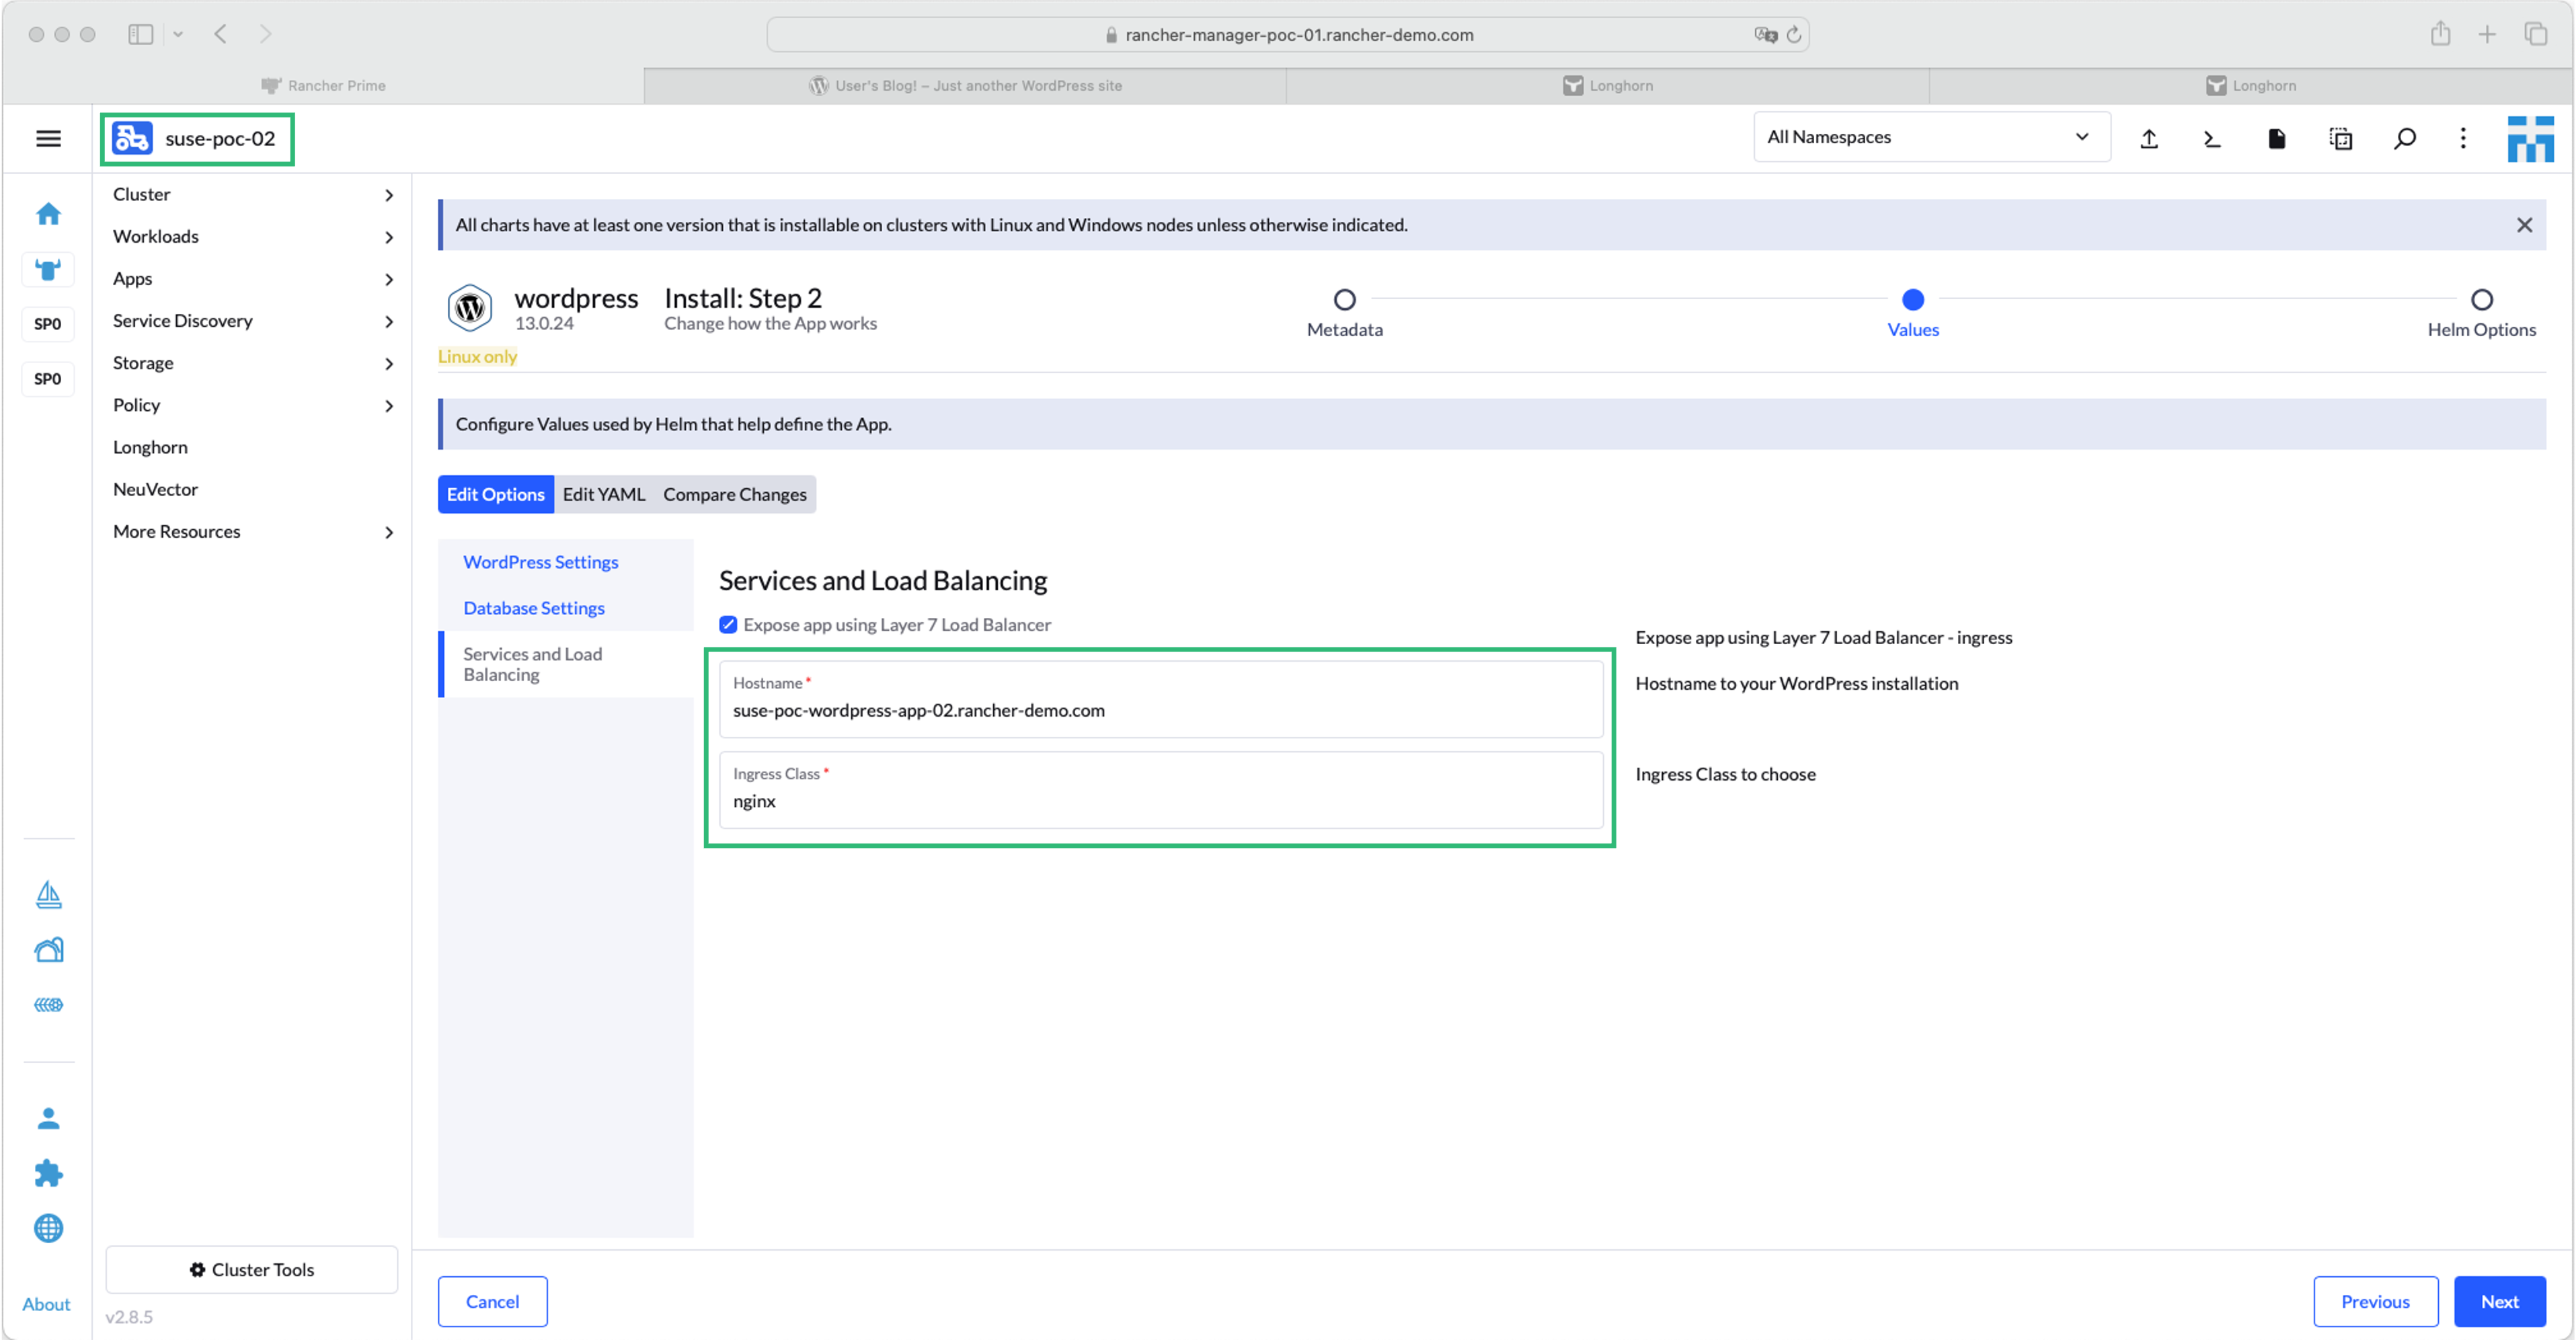 rancher-manager-poc-01.rancher-demo.com
Rancher Prime
User's Blog! – Just another WordPress site
Longhorn
Longhorn
suse-poc-02
All Namespaces
Cluster
Workloads
Apps
Service Discovery
Storage
Policy
Longhorn
NeuVector
More Resources
SP0
SP0
All charts have at least one version that is installable on clusters with Linux and Windows nodes unless otherwise indicated.
wordpress
13.0.24
Install: Step 2
Change how the App works
Linux only
Metadata
Values
Helm Options
Configure Values used by Helm that help define the App.
Edit Options
Edit YAML
Compare Changes
WordPress Settings
Database Settings
Services and Load
Balancing
Services and Load Balancing
Expose app using Layer 7 Load Balancer
Expose app using Layer 7 Load Balancer - ingress
Hostname *
suse-poc-wordpress-app-02.rancher-demo.com
Hostname to your WordPress installation
Ingress Class *
nginx
Ingress Class to choose
Cluster Tools
About
v2.8.5
Cancel
Previous
Next